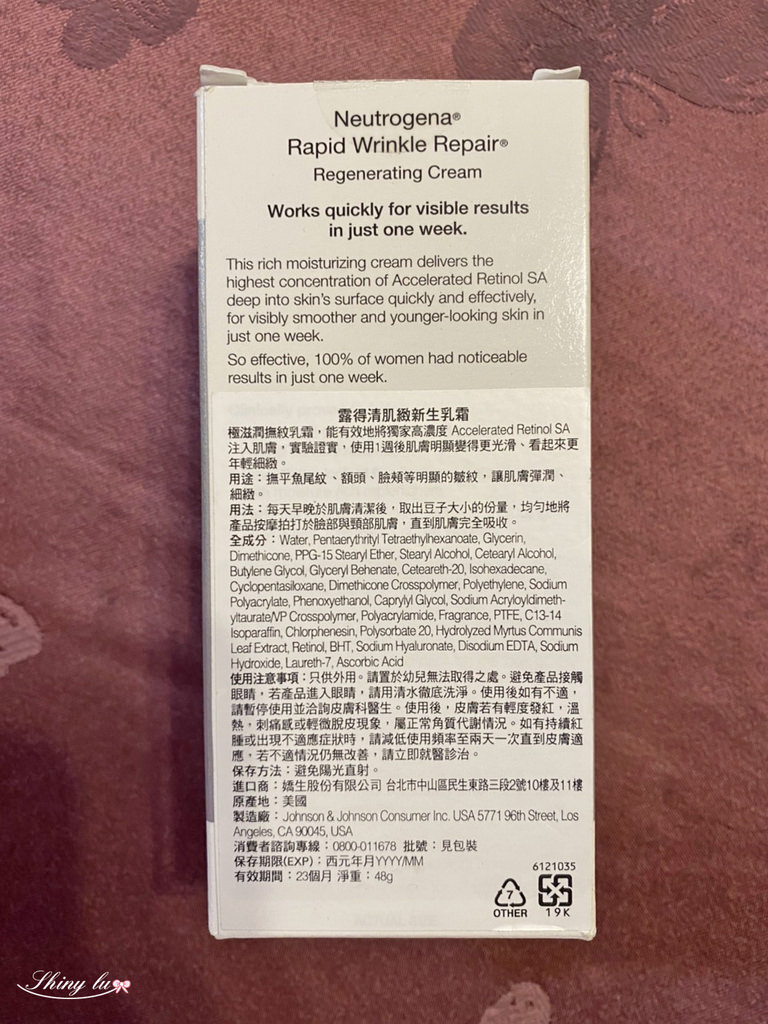 Neutrogena®
Rapid Wrinkle Repair®
Regenerating Cream
Works quickly for visible results
in just one week.
This rich moisturizing cream delivers the
highest concentration of Accelerated Retinol SA
deep into skin's surface quickly and effectively,
for visibly smoother and younger-looking skin in
just one week.
So effective, 100% of women had noticeable
results in just one week.
露得清肌緻新生乳霜
極滋潤撫紋乳霜，能有效地將獨家高濃度 Accelerated Retinol SA
注入肌膚，實驗證實，使用1週後肌膚明顯變得更光滑、看起來更
年輕細緻。
用途：撫平魚尾紋、額頭、臉頰等明顯的皺紋，讓肌膚彈潤、
細緻。
用法：每天早晚於肌膚清潔後，取出豆子大小的份量，均勻地將
產品按摩拍打於臉部與頸部肌膚，直到肌膚完全吸收。
全成分：Water, Pentaerythrityl Tetraethylhexanoate, Glycerin,
Dimethicone, PPG-15 Stearyl Ether, Stearyl Alcohol, Cetearyl Alcohol,
Butylene Glycol, Glyceryl Behenate, Ceteareth-20, Isohexadecane,
Cyclopentasiloxane, Dimethicone Crosspolymer, Polyethylene, Sodium
Polyacrylate, Phenoxyethanol, Caprylyl Glycol, Sodium Acryloyldimeth-
yltaurate/VP Crosspolymer, Polyacrylamide, Fragrance, PTFE, C13-14
Isoparaffin, Chlorphenesin, Polysorbate 20, Hydrolyzed Myrtus Communis
Leaf Extract, Retinol, BHT, Sodium Hyaluronate, Disodium EDTA, Sodium
Hydroxide, Laureth-7, Ascorbic Acid
使用注意事項：只供外用。請置於幼兒無法取得之處。避免產品接觸
眼睛，若產品進入眼睛，請用清水徹底洗淨。使用後如有不適，
請暫停使用並洽詢皮膚科醫生。使用後，皮膚若有輕度發紅，溫
熱，刺痛感或輕微脫皮現象，屬正常角質代謝情況。如有持續紅
腫或出現不適應症狀時，請減低使用頻率至兩天一次直到皮膚適
應，若不適情況仍無改善，請立即就醫診治。
保存方法：避免陽光直射。
進口商：嬌生股份有限公司 台北市中山區民生東路三段2號10樓及11樓
原產地：美國
製造廠：Johnson & Johnson Consumer Inc. USA 5771 96th Street, Los
Angeles, CA 90045, USA
消費者諮詢專線：0800-011678 批號：見包裝
保存期限(EXP)：西元年月YYYY/MM
有效期間：23個月 淨重：48g
6121035
7
OTHER
19K
Shiny lu